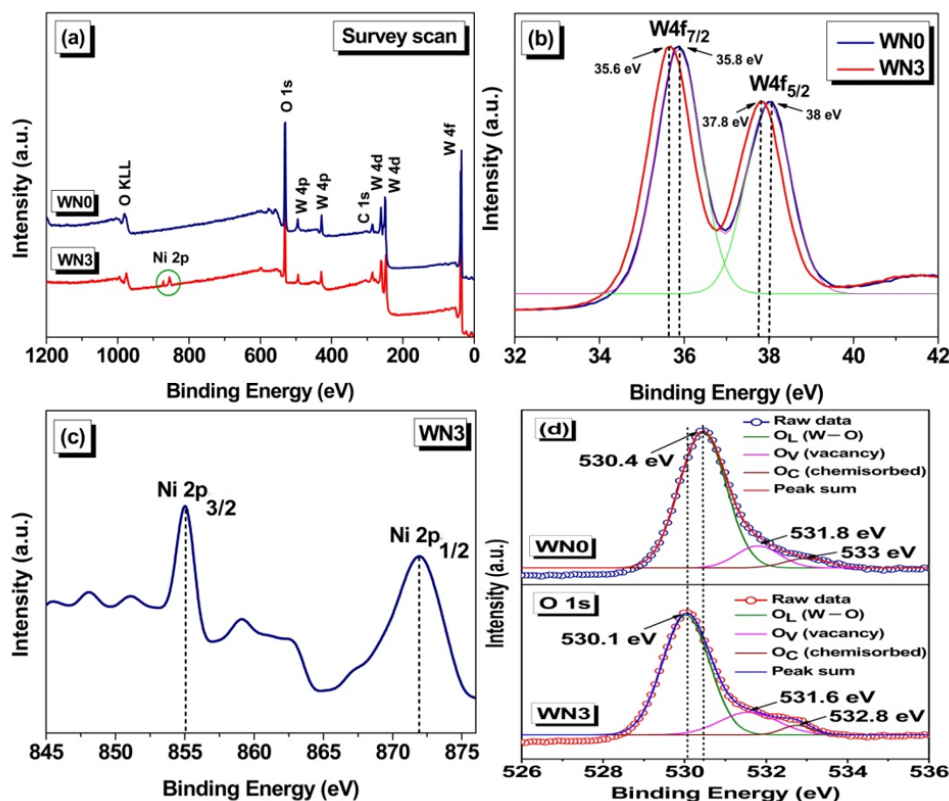 (a)
Survey scan
O KLL
O 1s
W 4p
W 4p
C 1s
W 4d
W 4d
W 4f
WN0
WN3
Ni 2p
Intensity (a.u.)
1200 1000 800 600 400 200 0
Binding Energy (eV)
(b)
W4f7/2
35.6 eV
35.8 eV
W4f5/2
37.8 eV
38 eV
WN0
WN3
Intensity (a.u.)
32 34 36 38 40 42
Binding Energy (eV)
(c)
WN3
Ni 2p3/2
Ni 2p1/2
Intensity (a.u.)
845 850 855 860 865 870 875
Binding Energy (eV)
(d)
530.4 eV
Raw data
OL (W−O)
OV (vacancy)
OC (chemisorbed)
Peak sum
531.8 eV
533 eV
WN0
O 1s
530.1 eV
Raw data
OL (W−O)
OV (vacancy)
OC (chemisorbed)
Peak sum
531.6 eV
532.8 eV
WN3
Intensity (a.u.)
526 528 530 532 534 536
Binding Energy (eV)